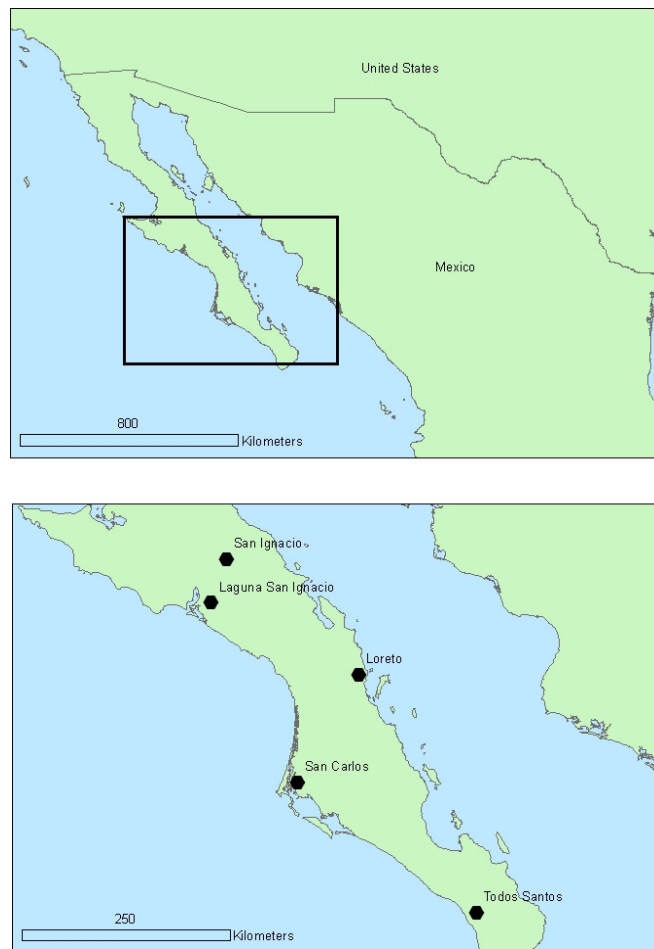 United States
Mexico
800
Kilometers
San Ignacio
Laguna San Ignacio
Loreto
San Carlos
Todos Santos
250
Kilometers